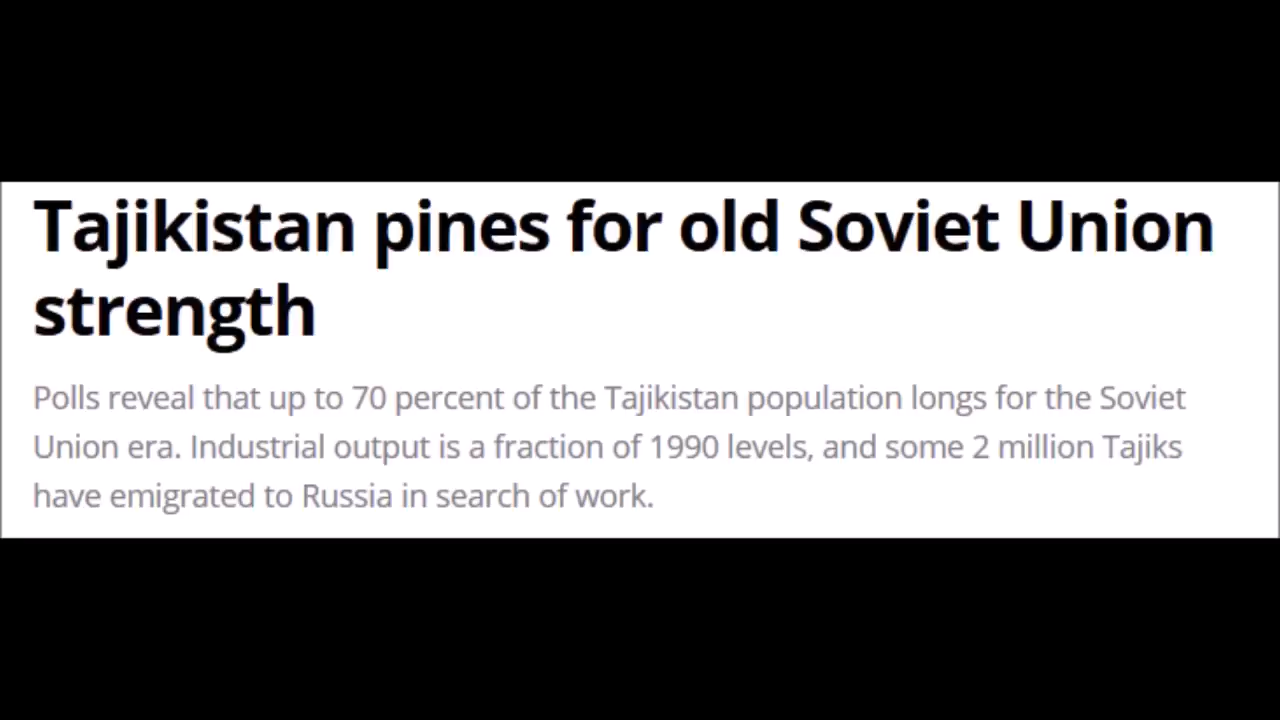 Tajikistan pines for old Soviet Union
strength
Polls reveal that up to 70 percent of the Tajikistan population longs for the Soviet
Union era. Industrial output is a fraction of 1990 levels, and some 2 million Tajiks
have emigrated to Russia in search of work.